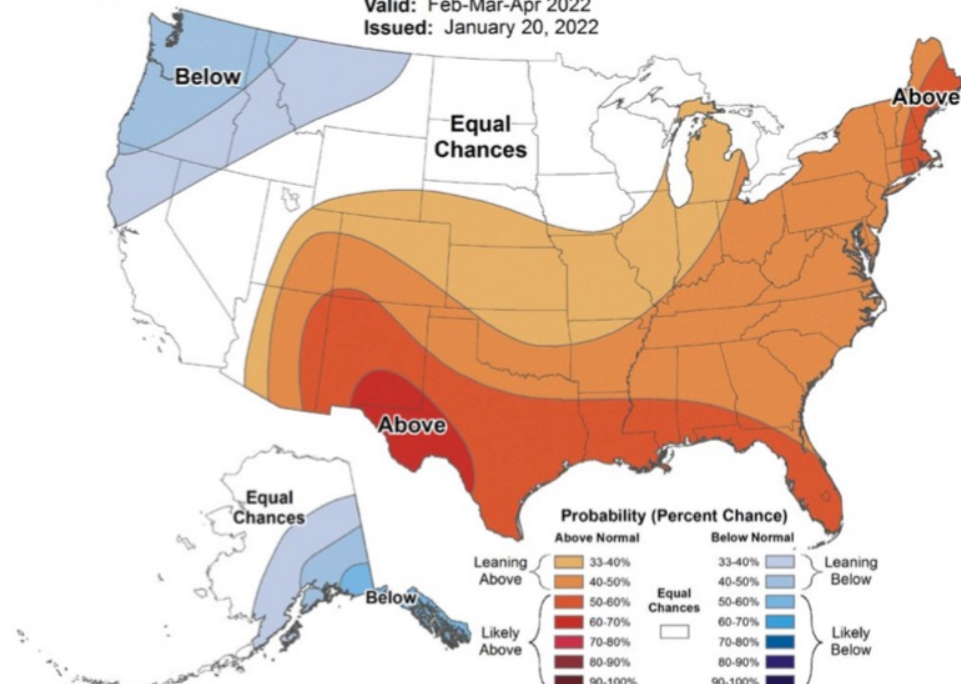 Valid: Feb-Mar-Apr 2022
Issued: January 20, 2022
Below
Equal
Chances
Above
Above
Equal
Chances
Below
Probability (Percent Chance)
Above Normal
Below Normal
Leaning
Above
33-40%
40-50%
50-60%
60-70%
70-80%
80-90%
90-100%
Likely
Above
Equal
Chances
33-40%
40-50%
50-60%
60-70%
70-80%
80-90%
90-100%
Leaning
Below
Likely
Below